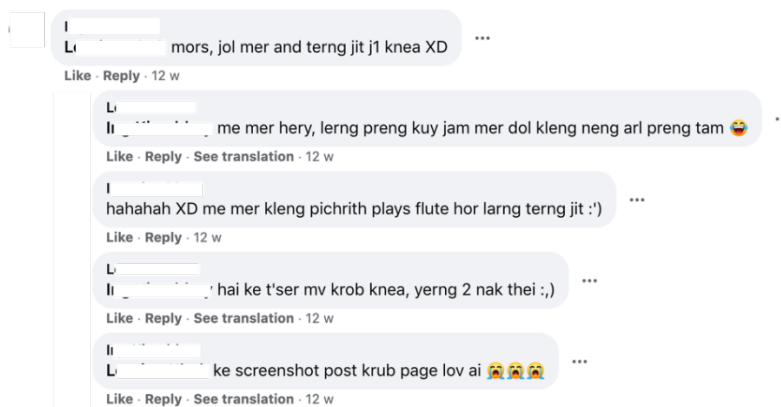 mors, jol mer and terng jit j1 knea XD
Like · Reply · 12 w
me mer hery, lerng preng kuy jam mer dol kleng neng arl preng tam 😂
Like · Reply · See translation · 12 w
hahahah XD me mer kleng pichrith plays flute hor larng terng jit :')
Like · Reply · 12 w
hai ke t'ser mv krob knea, yerng 2 nak thei :,)
Like · Reply · See translation · 12 w
ke screenshot post krub page lov ai 😭😭😭
Like · Reply · See translation · 12 w